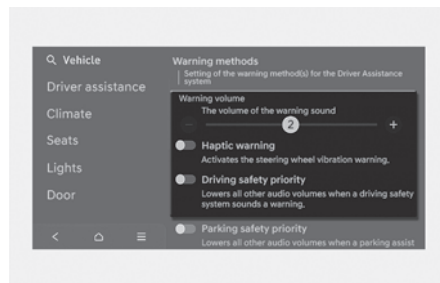 Vehicle
Driver assistance
Climate
Seats
Lights
Door
Warning methods
Setting of the warning method(s) for the Driver Assistance
system
Warning volume
The volume of the warning sound
2
+
Haptic warning
Activates the steering wheel vibration warning.
Driving safety priority
Lowers all other audio volumes when a driving safety
system sounds a warning.
Parking safety priority
Lowers all other audio volumes when a parking assist